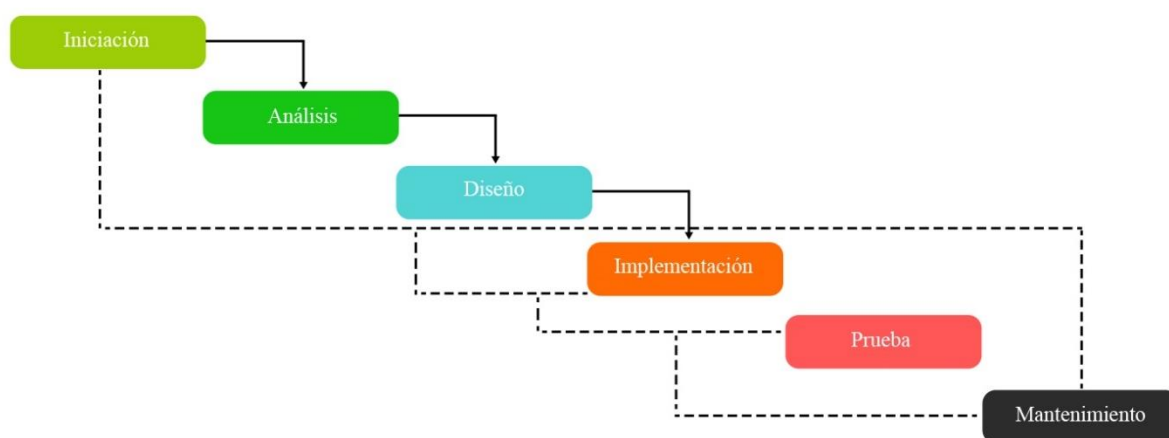 Iniciación
Análisis
Diseño
Implementación
Prueba
Mantenimiento